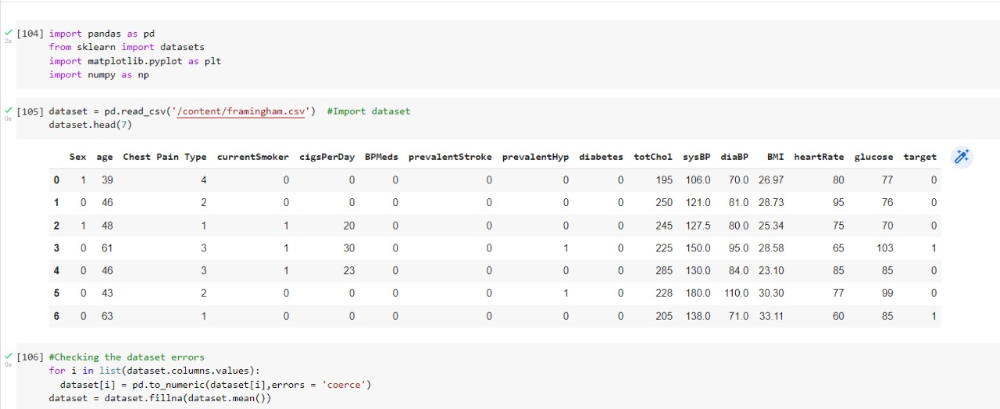 [104] import pandas as pd
from sklearn import datasets
import matplotlib.pyplot as plt
import numpy as np
2s
[105] dataset = pd.read_csv('/content/framingham.csv')  #Import dataset
0s
dataset.head(7)
Sex age Chest Pain Type currentSmoker cigsPerDay BPMeds prevalentStroke prevalentHyp diabetes totChol sysBP diaBP BMI heartRate glucose target
0 1 39 4 0 0 0 0 0 0 195 106.0 70.0 26.97 80 77 0
1 0 46 2 0 0 0 0 0 0 250 121.0 81.0 28.73 95 76 0
2 1 48 1 1 20 0 0 0 0 245 127.5 80.0 25.34 75 70 0
3 0 61 3 1 30 0 0 1 0 225 150.0 95.0 28.58 65 103 1
4 0 46 3 1 23 0 0 0 0 285 130.0 84.0 23.10 85 85 0
5 0 43 2 0 0 0 0 1 0 228 180.0 110.0 30.30 77 99 0
6 0 63 1 0 0 0 0 0 0 205 138.0 71.0 33.11 60 85 1
[106] #Checking the dataset errors
0s
for i in list(dataset.columns.values):
  dataset[i] = pd.to_numeric(dataset[i],errors = 'coerce')
dataset = dataset.fillna(dataset.mean())